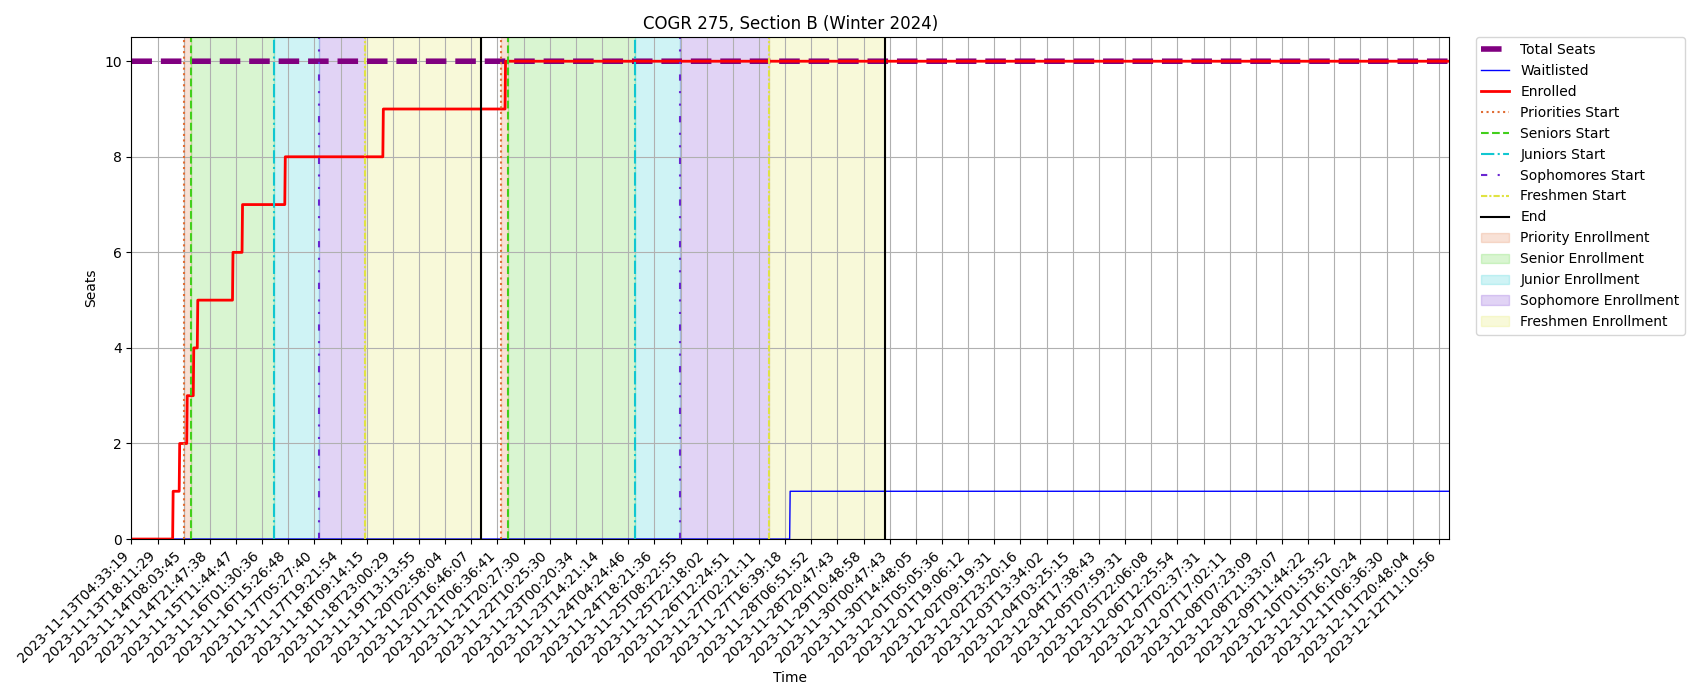 COGR 275, Section B (Winter 2024)
Total Seats
Waitlisted
Enrolled
Priorities Start
Seniors Start
Juniors Start
Sophomores Start
Freshmen Start
End
Priority Enrollment
Senior Enrollment
Junior Enrollment
Sophomore Enrollment
Freshmen Enrollment
Seats
10
8
6
4
2
0
2023-11-13T04:33:19
2023-11-13T18:11:29
2023-11-14T08:03:45
2023-11-14T21:47:38
2023-11-15T11:44:47
2023-11-16T01:30:36
2023-11-16T15:26:48
2023-11-17T05:27:40
2023-11-17T19:21:54
2023-11-18T09:14:15
2023-11-18T23:00:29
2023-11-19T13:13:55
2023-11-20T02:58:04
2023-11-20T16:46:07
2023-11-21T06:36:41
2023-11-21T20:27:30
2023-11-22T10:25:30
2023-11-23T00:20:34
2023-11-23T14:21:14
2023-11-24T04:24:46
2023-11-24T18:21:36
2023-11-25T08:22:55
2023-11-25T22:18:02
2023-11-26T12:24:51
2023-11-27T02:21:11
2023-11-27T16:39:18
2023-11-28T06:51:52
2023-11-28T20:47:43
2023-11-29T10:48:58
2023-11-30T00:47:43
2023-11-30T14:48:05
2023-12-01T05:05:36
2023-12-01T19:06:12
2023-12-02T09:19:31
2023-12-02T23:20:16
2023-12-03T13:34:02
2023-12-04T03:25:15
2023-12-04T17:38:43
2023-12-05T07:59:31
2023-12-05T22:06:08
2023-12-06T12:25:54
2023-12-07T02:37:31
2023-12-07T17:02:11
2023-12-08T07:23:09
2023-12-08T21:33:07
2023-12-09T11:44:22
2023-12-10T01:53:52
2023-12-10T16:10:24
2023-12-11T06:36:30
2023-12-11T20:48:04
2023-12-12T11:10:56
Time